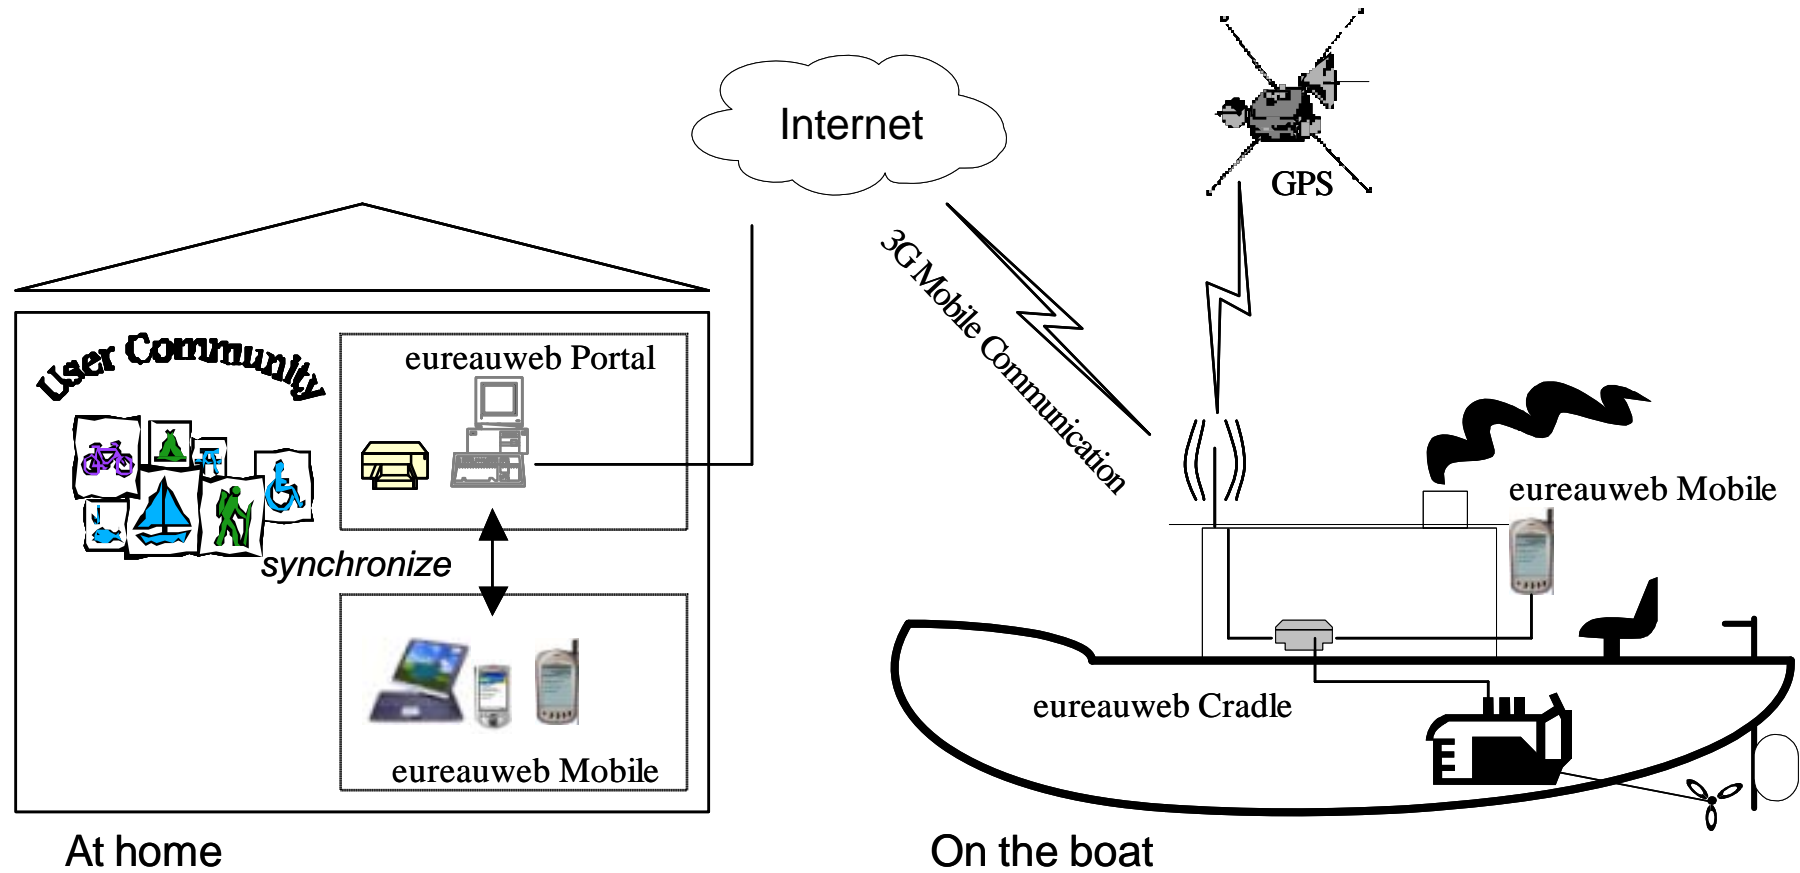 Internet
GPS
3G Mobile Communication
User Community
eureauweb Portal
synchronize
eureauweb Mobile
eureauweb Mobile
eureauweb Cradle
At home
On the boat